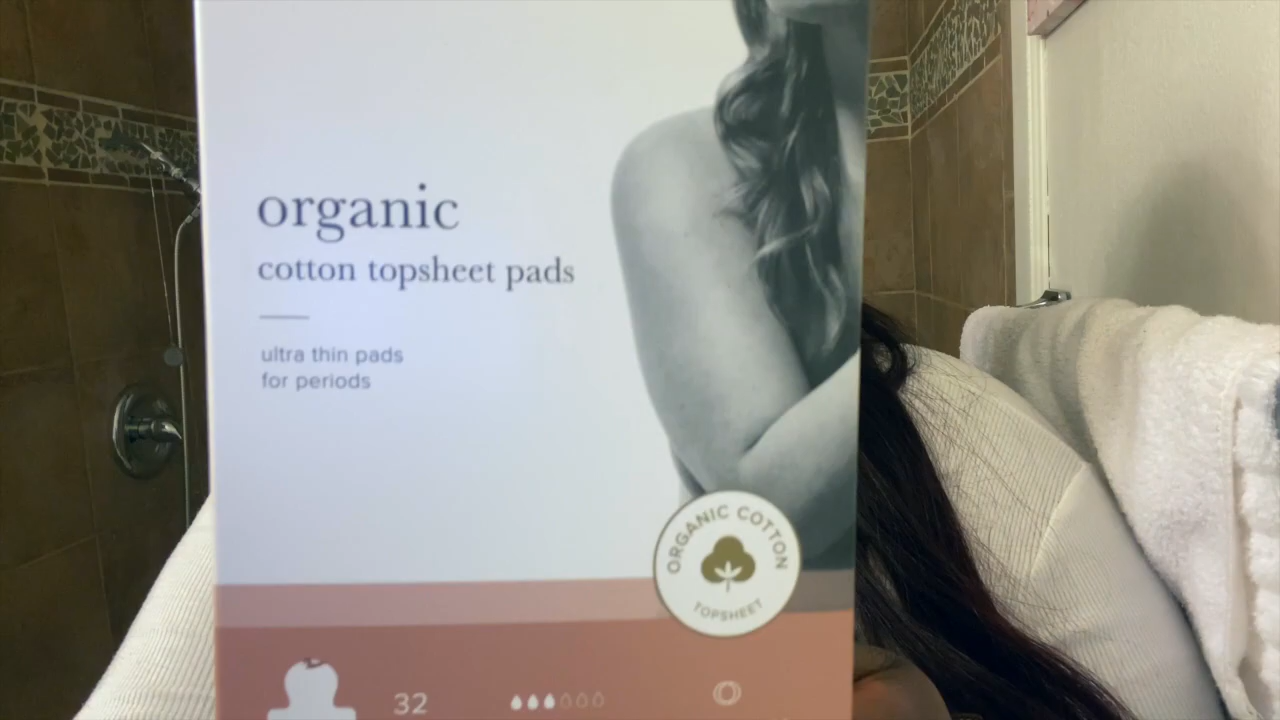 organic
cotton topsheet pads
ultra thin pads
for periods
ORGANIC COTTON
TOPSHEET
32